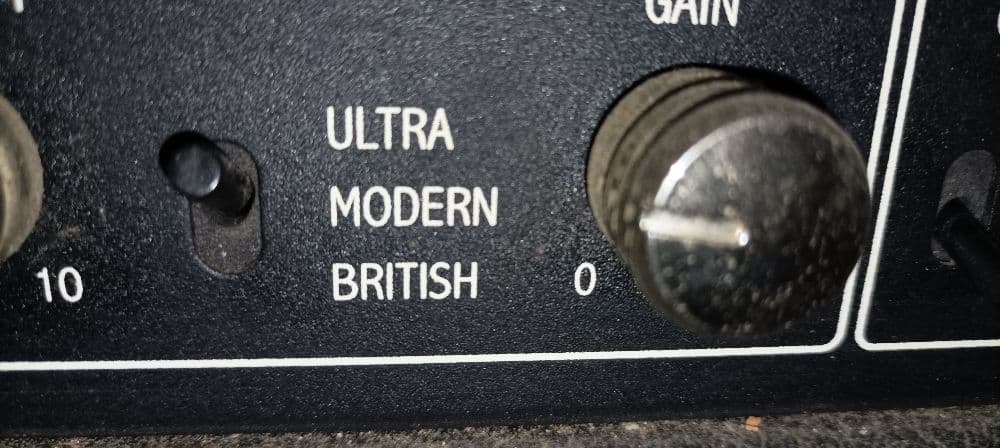 GAIN
ULTRA
MODERN
BRITISH
10
0